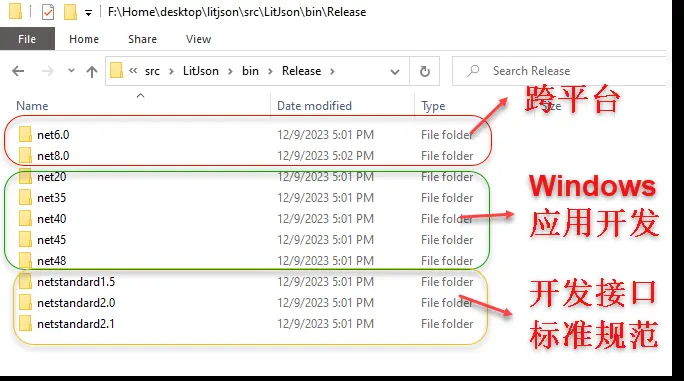 F:\Home\desktop\litjson\src\LitJson\bin\Release
File Home Share View
« src › LitJson › bin › Release › Search Release
Name Date modified Type Size
net6.0 12/9/2023 5:01 PM File folder
net8.0 12/9/2023 5:02 PM File folder
net20 12/9/2023 5:01 PM File folder
net35 12/9/2023 5:01 PM File folder
net40 12/9/2023 5:01 PM File folder
net45 12/9/2023 5:01 PM File folder
net48 12/9/2023 5:01 PM File folder
netstandard1.5 12/9/2023 5:01 PM File folder
netstandard2.0 12/9/2023 5:01 PM File folder
netstandard2.1 12/9/2023 5:01 PM File folder
跨平台
Windows
应用开发
开发接口
标准规范